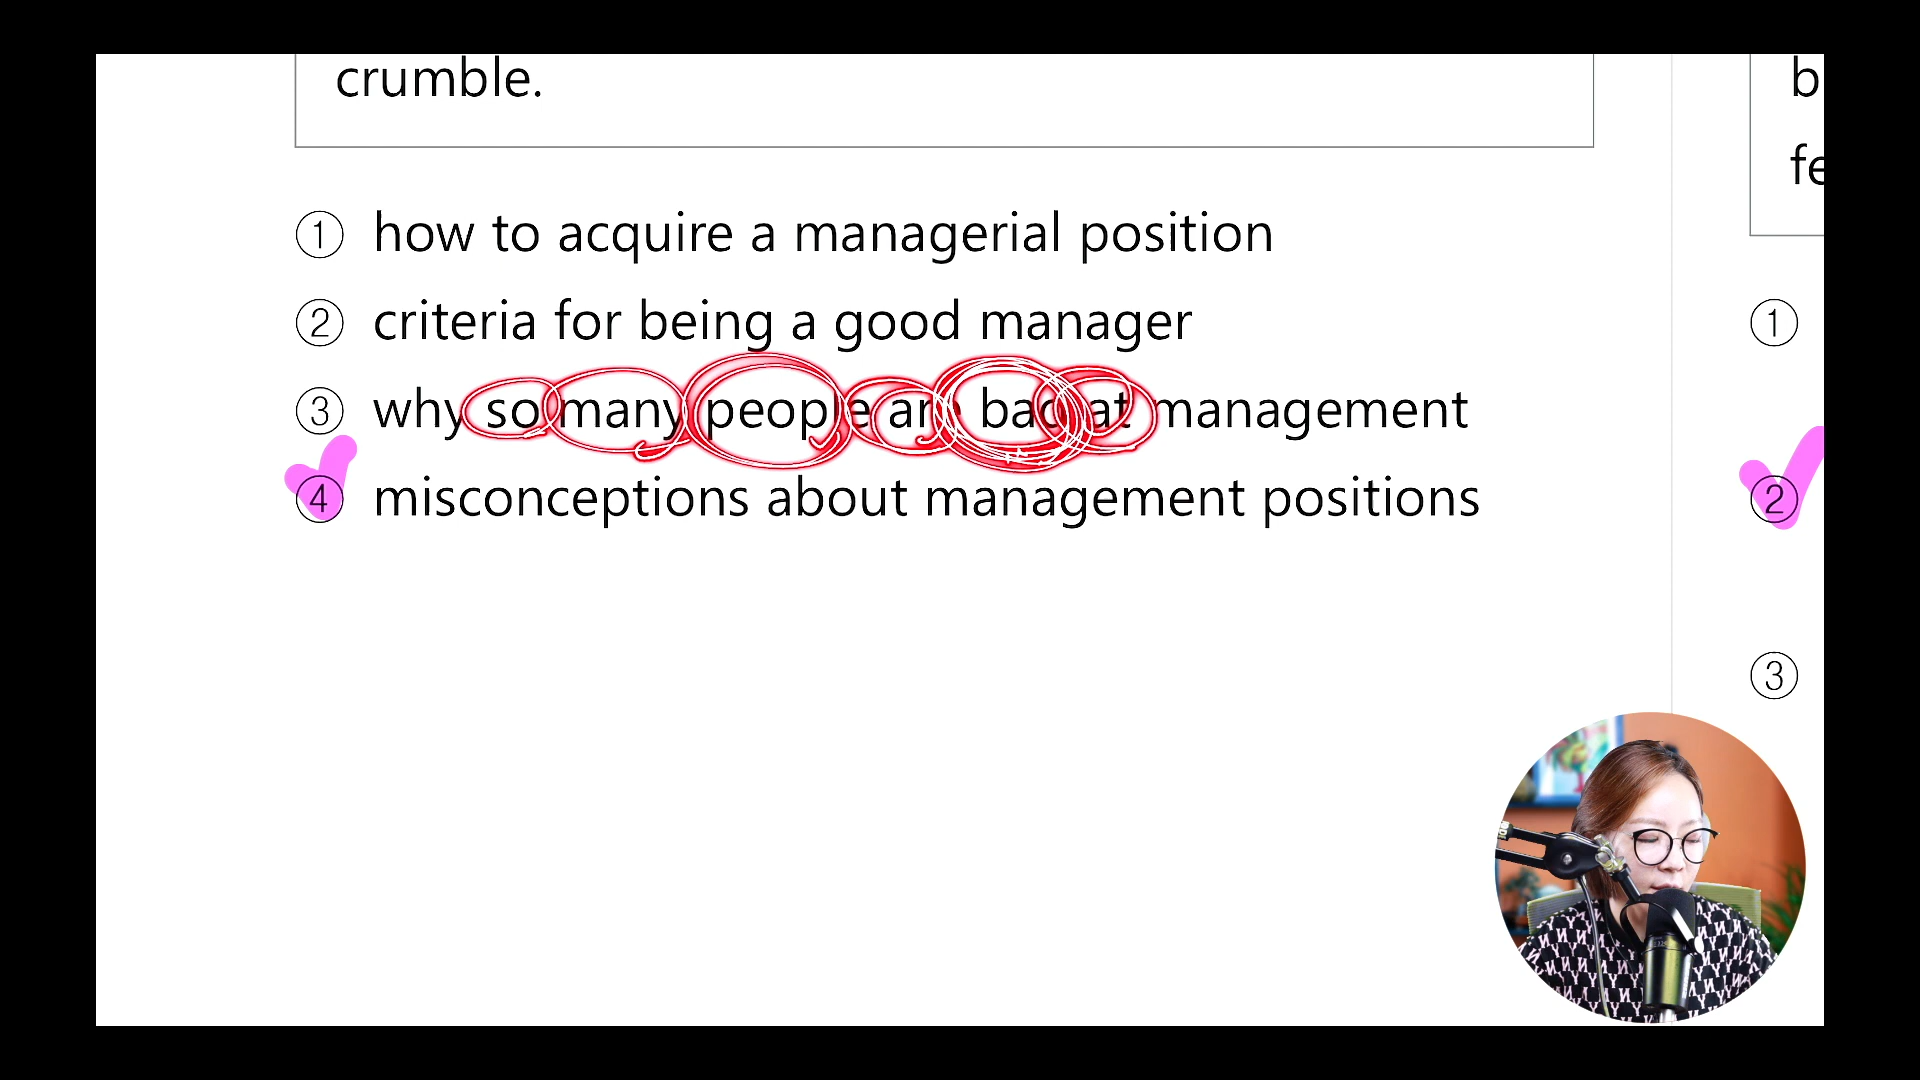 crumble.
① how to acquire a managerial position
② criteria for being a good manager
③ why so many people are bad at management
④ misconceptions about management positions
b
fe
①
②
③